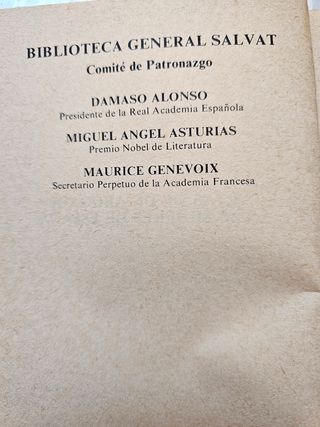 BIBLIOTECA GENERAL SALVAT
Comité de Patronazgo
DAMASO ALONSO
Presidente de la Real Academia Española
MIGUEL ANGEL ASTURIAS
Premio Nobel de Literatura
MAURICE GENEVOIX
Secretario Perpetuo de la Academia Francesa